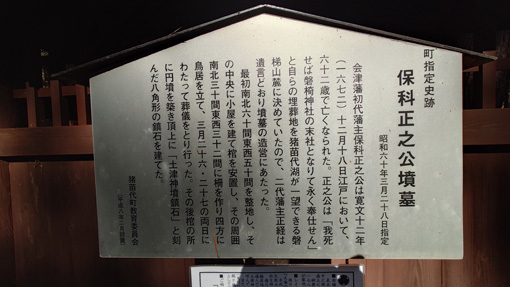 町指定史跡
保科正之公墳墓
昭和六十年三月二十八日指定
会津藩初代藩主保科正之公は寛文十二年
(一六七二)十二月十八日江戸において、
六十二歳で亡くなられた。正之公は「我死
せば磐椅神社の末社となりて永く奉仕せん」
と自らの埋葬地を猪苗代湖が一望できる磐
梯山麓に決めていたので、二代藩主正経は
遺言どおり墳墓の造営にあたった。
最初南北六十間東西五十間を整地し、そ
の中央に小屋を建て棺を安置し、その周囲
南北三十間東西三十二間に柵を作り四方に
鳥居を立て、三月二十六・二十七の両日に
わたって葬儀をとり行った。その後棺の所
に円墳を築き頂上に「土津神墳鎮石」と刻
んだ八角形の鎮石を建てた。
猪苗代町教育委員会